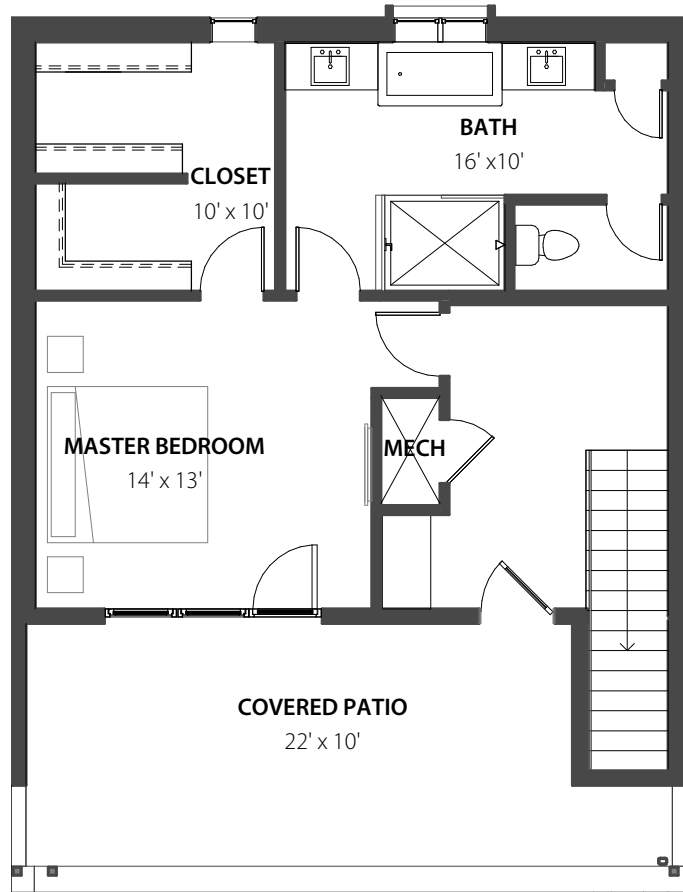 BATH
16' x10'
CLOSET
10' x 10'
MASTER BEDROOM
14' x 13'
MECH
COVERED PATIO
22' x 10'